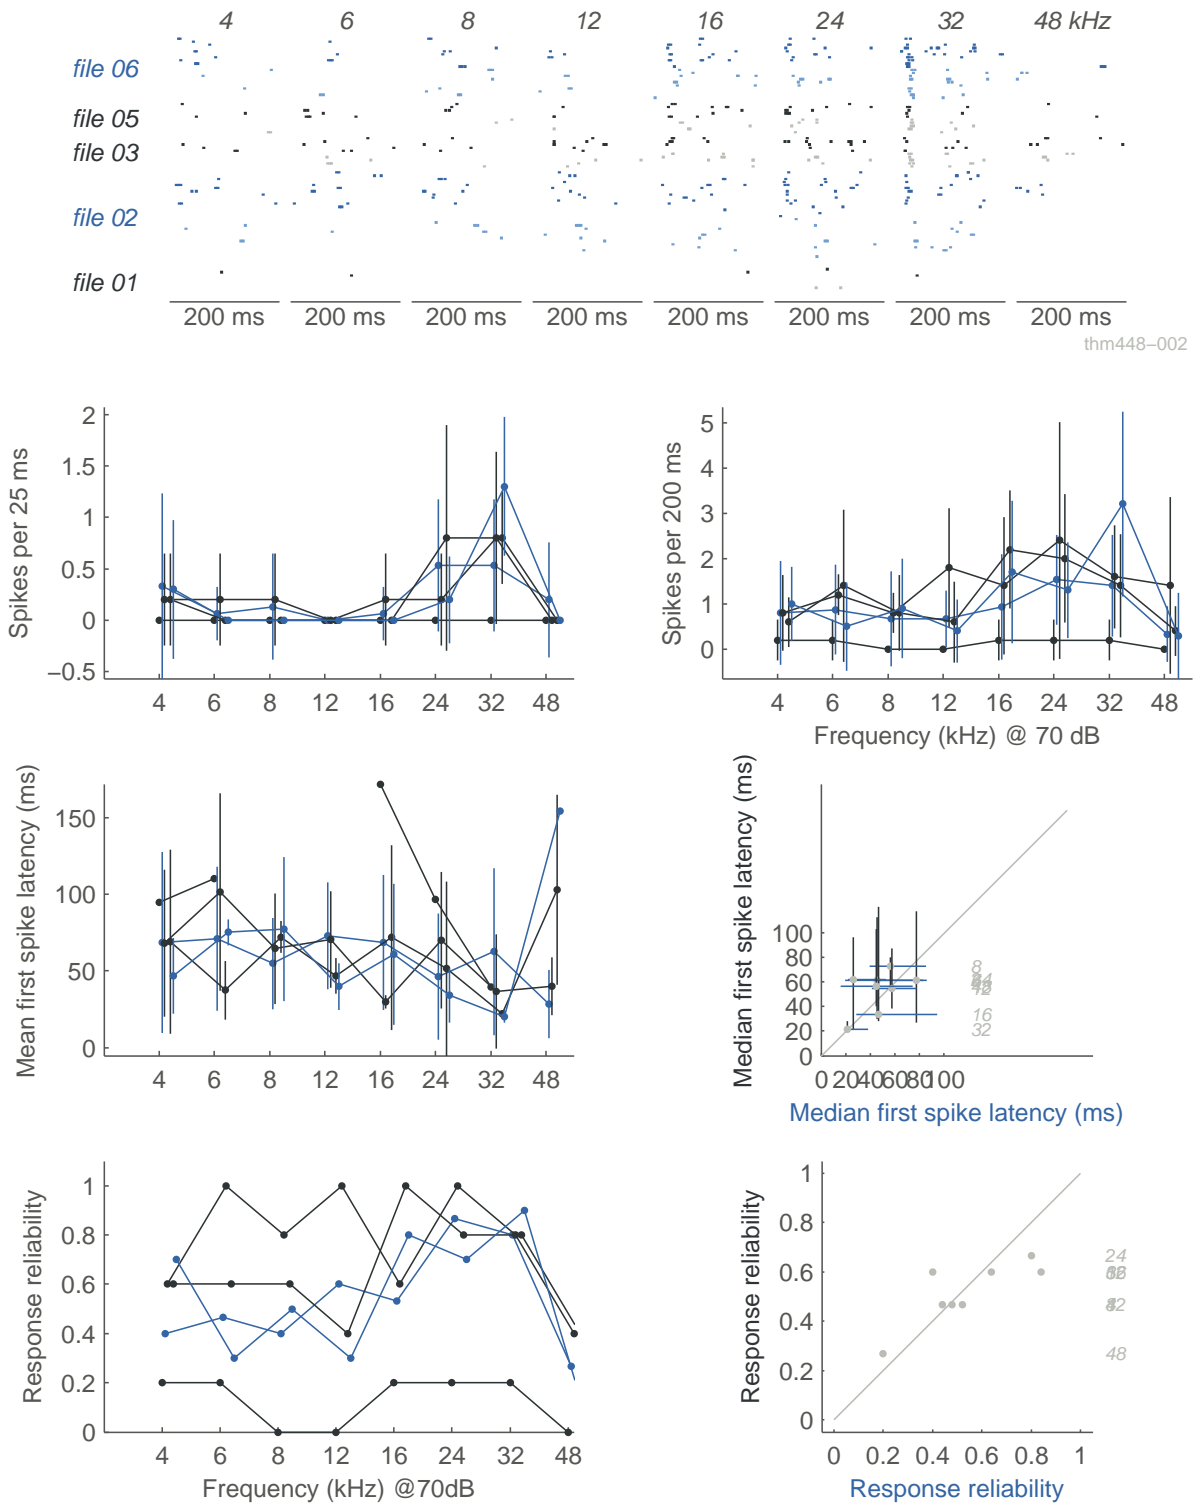 4 6 8 12 16 24 32 48 kHz
file 06
file 05
file 03
file 02
file 01
200 ms 200 ms 200 ms 200 ms 200 ms 200 ms 200 ms 200 ms
thm448–002
Spikes per 25 ms
2
1.5
1
0.5
0
−0.5
4 6 8 12 16 24 32 48
Spikes per 200 ms
5
4
3
2
1
0
4 6 8 12 16 24 32 48
Frequency (kHz) @ 70 dB
Mean first spike latency (ms)
150
100
50
0
4 6 8 12 16 24 32 48
Median first spike latency (ms)
100
80
60
40
20
0
0 20 40 60 80 100
8
16
32
Median first spike latency (ms)
Response reliability
1
0.8
0.6
0.4
0.2
0
4 6 8 12 16 24 32 48
Frequency (kHz) @70dB
Response reliability
1
0.8
0.6
0.4
0.2
0
0 0.2 0.4 0.6 0.8 1
24
48
Response reliability